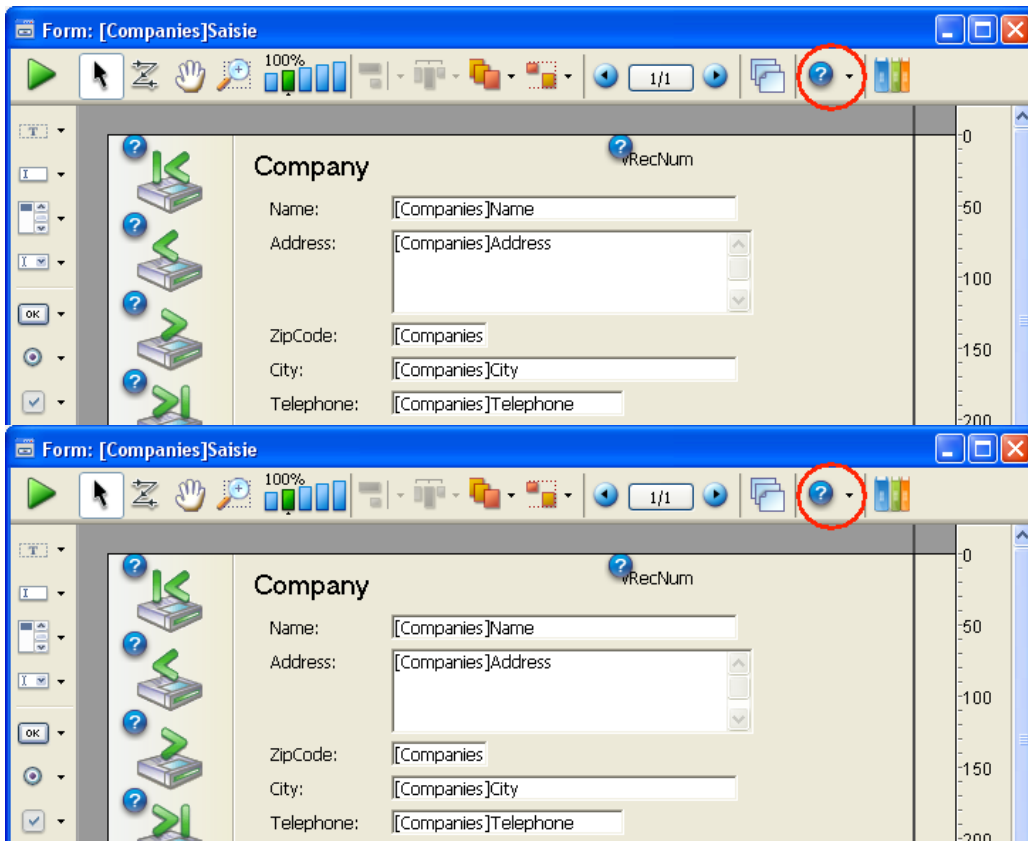 Form: [Companies]Saisie
100%
1/1
T
0
Company
vRecNum
I
Name:
[Companies]Name
50
Address:
[Companies]Address
I
100
OK
ZipCode:
[Companies
150
City:
[Companies]City
Telephone:
[Companies]Telephone
200
Form: [Companies]Saisie
100%
1/1
T
0
Company
vRecNum
I
Name:
[Companies]Name
50
Address:
[Companies]Address
I
100
OK
ZipCode:
[Companies
150
City:
[Companies]City
Telephone:
[Companies]Telephone
200